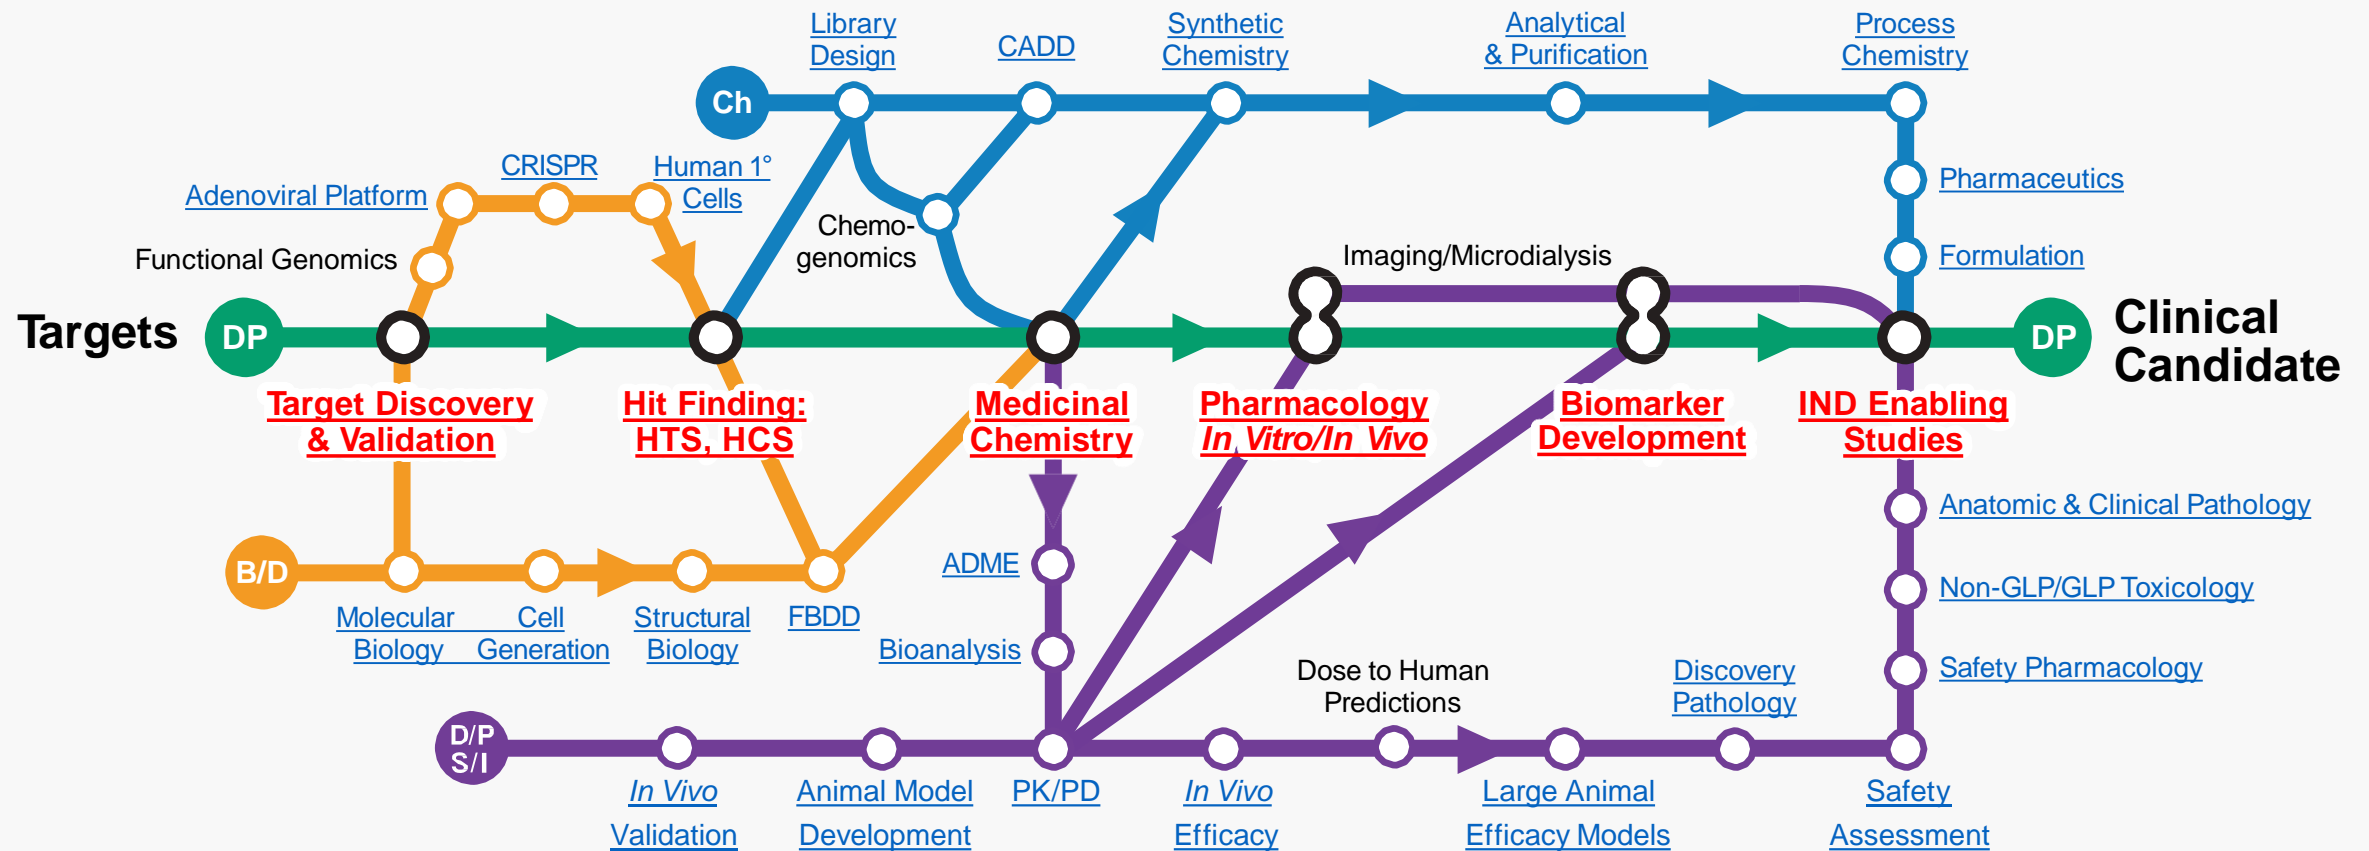 Library
Design
CADD
Synthetic
Chemistry
Analytical
& Purification
Process
Chemistry
Ch
CRISPR
Human 1°
Cells
Adenoviral Platform
Pharmaceutics
Chemo-
genomics
Functional Genomics
Imaging/Microdialysis
Formulation
Targets
DP
DP
Clinical
Candidate
Target Discovery
& Validation
Hit Finding:
HTS, HCS
Medicinal
Chemistry
Pharmacology
In Vitro/In Vivo
Biomarker
Development
IND Enabling
Studies
Anatomic & Clinical Pathology
ADME
B/D
Non-GLP/GLP Toxicology
Molecular
Biology
Cell
Generation
Structural
Biology
FBDD
Bioanalysis
Dose to Human
Predictions
Discovery
Pathology
Safety Pharmacology
D/P
S/I
In Vivo
Validation
Animal Model
Development
PK/PD
In Vivo
Efficacy
Large Animal
Efficacy Models
Safety
Assessment